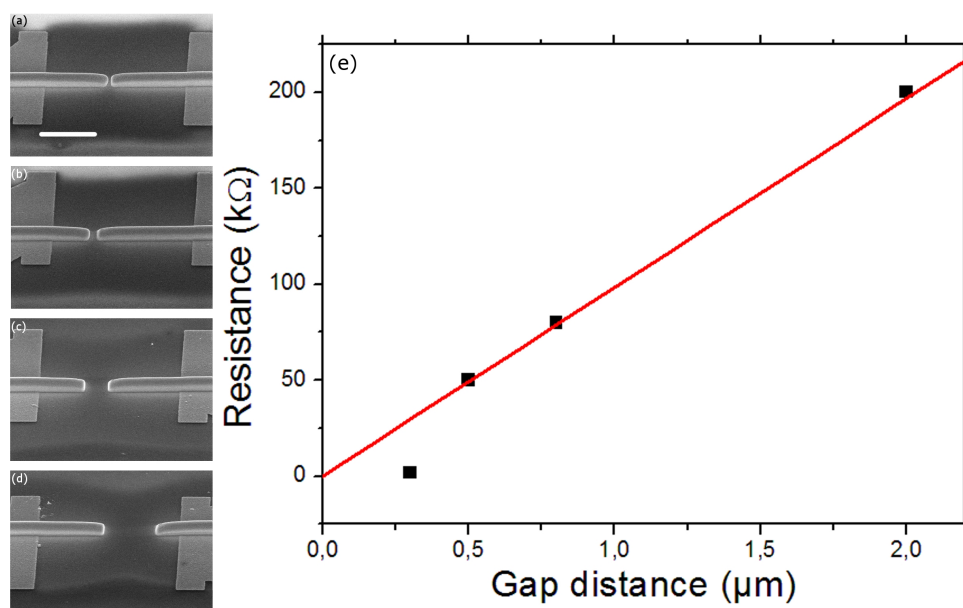 (a)
(b)
(c)
(d)
(e)
Resistance (kΩ)
200
150
100
50
0
0,0 0,5 1,0 1,5 2,0
Gap distance (µm)